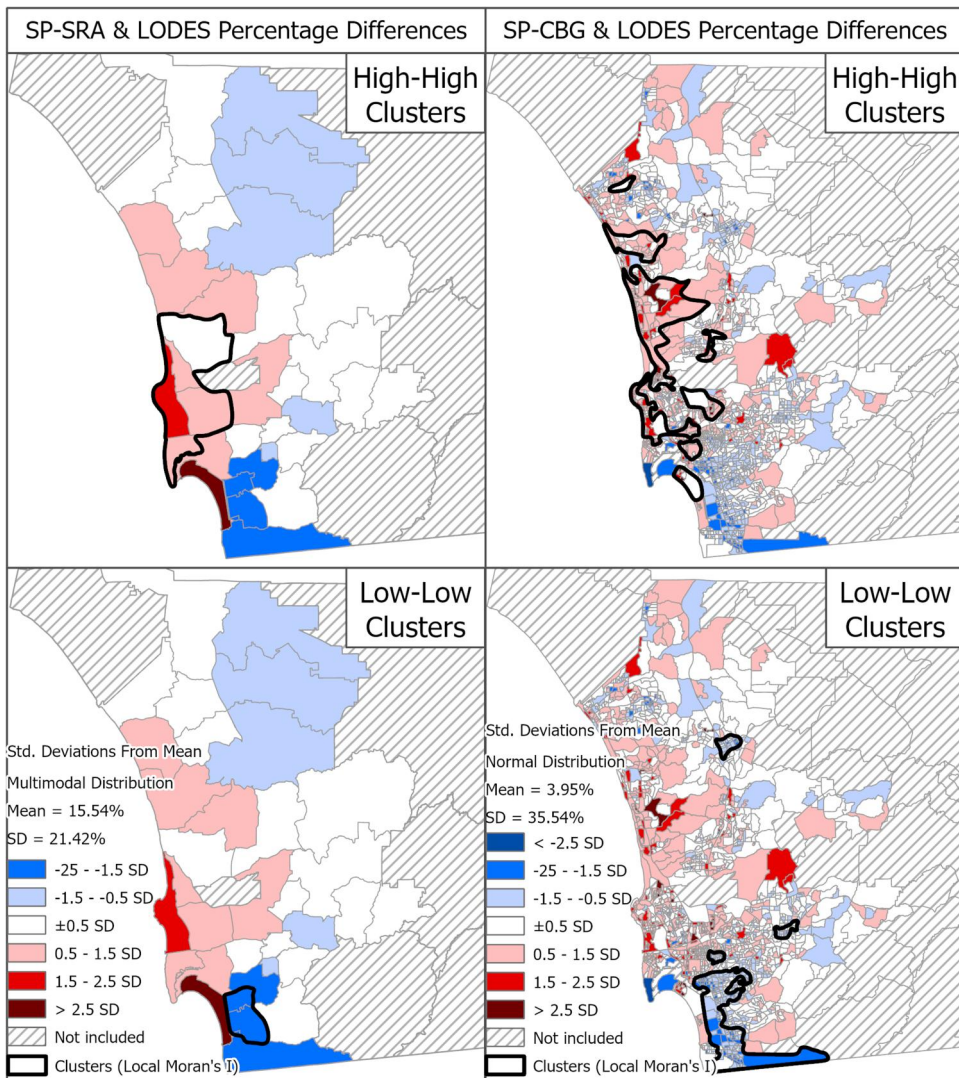 SP-SRA & LODES Percentage Differences
SP-CBG & LODES Percentage Differences
High-High
Clusters
High-High
Clusters
Low-Low
Clusters
Std. Deviations From Mean
Multimodal Distribution
Mean = 15.54%
SD = 21.42%
-25 - -1.5 SD
-1.5 - -0.5 SD
±0.5 SD
0.5 - 1.5 SD
1.5 - 2.5 SD
> 2.5 SD
Not included
Clusters (Local Moran's I)
Low-Low
Clusters
Std. Deviations From Mean
Normal Distribution
Mean = 3.95%
SD = 35.54%
< -2.5 SD
-25 - -1.5 SD
-1.5 - -0.5 SD
±0.5 SD
0.5 - 1.5 SD
1.5 - 2.5 SD
> 2.5 SD
Not included
Clusters (Local Moran's I)